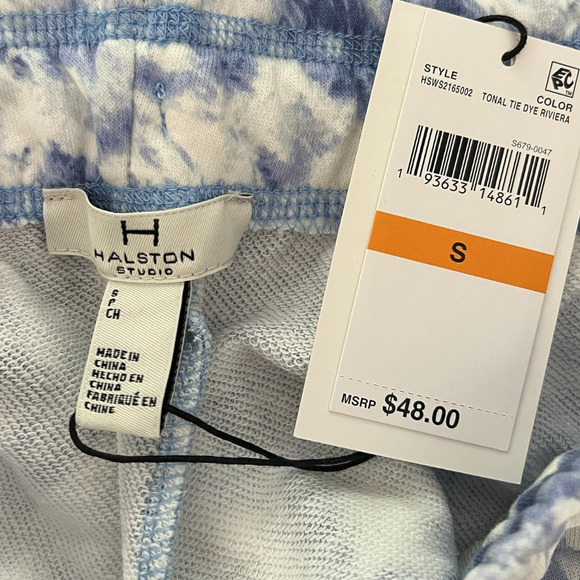 H
HALSTON
STUDIO
S
P
CH
MADE IN
CHINA
HECHO EN
CHINA
FABRIQUÉ EN
CHINE
STYLE
HSWS2165002
COLOR
TONAL TIE DYE RIVIERA
S679-0047
1 93633 14861 1
S
MSRP $48.00